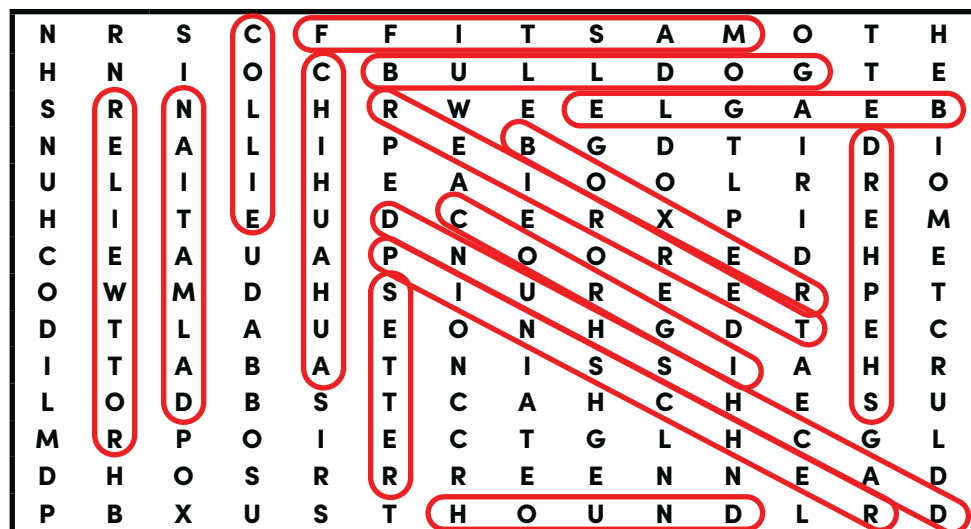 N R S C F F I T S A M O T H
H N I O C B U L L D O G T E
S R N L H R W E E L G A E B
N E A L I P E B G D T I D I
U L I I H E A I O O L R R O
H I T E U D C E R X P I E M
C E A U A P N O O R E D H E
O W M D H S I U R E E R P T
D T L A U E O N H G D T E C
I T A B A T N I S S I A H R
L O D B S T C A H C H E S U
M R P O I E C T G L H C G L
D H O S R R R E E N N E A D
P B X U S T H O U N D L R D